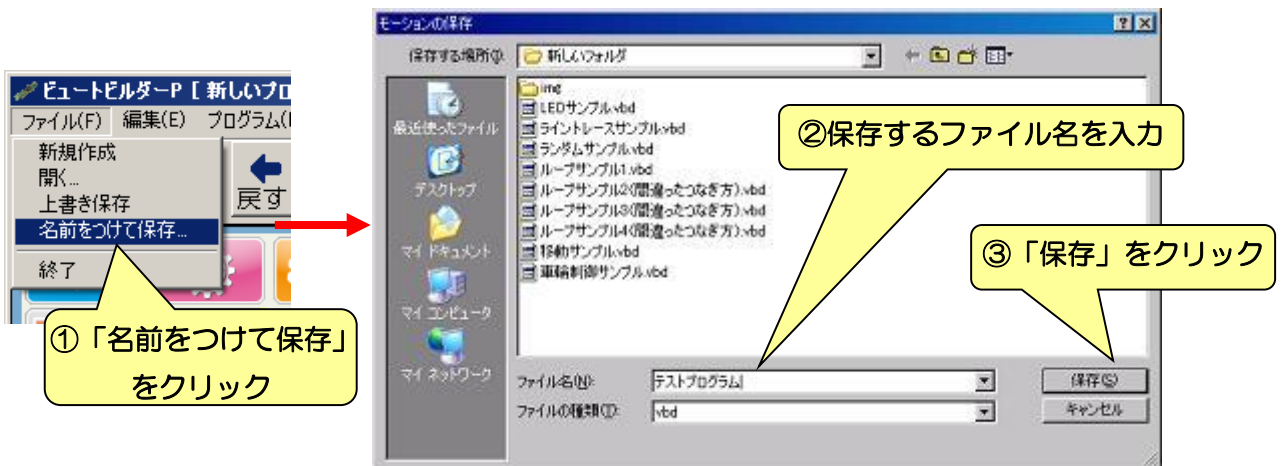 ビュートビルダーP [ 新しいプロ
ファイル(F) 編集(E) プログラム(
新規作成
開く...
上書き保存
名前をつけて保存...
終了
戻す
①「名前をつけて保存」
をクリック
モーションの保存
保存する場所(I):
新しいフォルダ
最近使ったファイル
デスクトップ
マイ ドキュメント
マイ コンピュータ
マイ ネットワーク
img
LEDサンプル.vbd
ライントレースサンプル.vbd
ランダムサンプル.vbd
ループサンプル1.vbd
ループサンプル2(間違ったつなぎ方).vbd
ループサンプル3(間違ったつなぎ方).vbd
ループサンプル4(間違ったつなぎ方).vbd
移動サンプル.vbd
車輪制御サンプル.vbd
②保存するファイル名を入力
③「保存」をクリック
ファイル名(N):
テストプログラム
保存(S)
ファイルの種類(T):
vbd
キャンセル